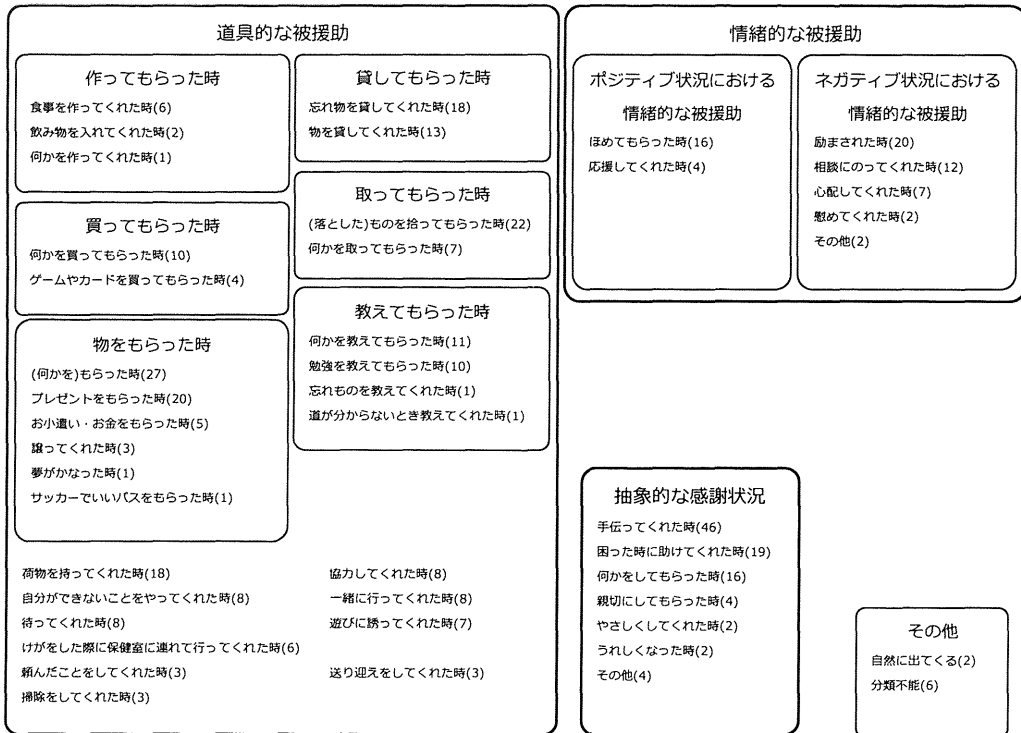 道具的な被援助
作ってもらった時
食事を作ってくれた時(6)
飲み物を入れてくれた時(2)
何かを作ってくれた時(1)
買ってもらった時
何かを買ってもらった時(10)
ゲームやカードを買ってもらった時(4)
物をもらった時
(何かを)もらった時(27)
プレゼントをもらった時(20)
お小遣い・お金をもらった時(5)
譲ってくれた時(3)
夢がかなった時(1)
サッカーでいいパスをもらった時(1)
貸してもらった時
忘れ物を貸してくれた時(18)
物を貸してくれた時(13)
取ってもらった時
(落とした)ものを拾ってもらった時(22)
何かを取ってもらった時(7)
教えてもらった時
何かを教えてもらった時(11)
勉強を教えてもらった時(10)
忘れものを教えてくれた時(1)
道が分からないとき教えてくれた時(1)
荷物を持ってくれた時(18)
自分ができないことをやってくれた時(8)
待ってくれた時(8)
けがをした際に保健室に連れて行ってくれた時(6)
頼んだことをしてくれた時(3)
掃除をしてくれた時(3)
協力してくれた時(8)
一緒に行ってくれた時(8)
遊びに誘ってくれた時(7)
送り迎えをしてくれた時(3)
情緒的な被援助
ポジティブ状況における
情緒的な被援助
ほめてもらった時(16)
応援してくれた時(4)
ネガティブ状況における
情緒的な被援助
励まされた時(20)
相談にのってくれた時(12)
心配してくれた時(7)
慰めてくれた時(2)
その他(2)
抽象的な感謝状況
手伝ってくれた時(46)
困った時に助けてくれた時(19)
何かをしてもらった時(16)
親切にしてもらった時(4)
やさしくしてくれた時(2)
うれしくなった時(2)
その他(4)
その他
自然に出てくる(2)
分類不能(6)